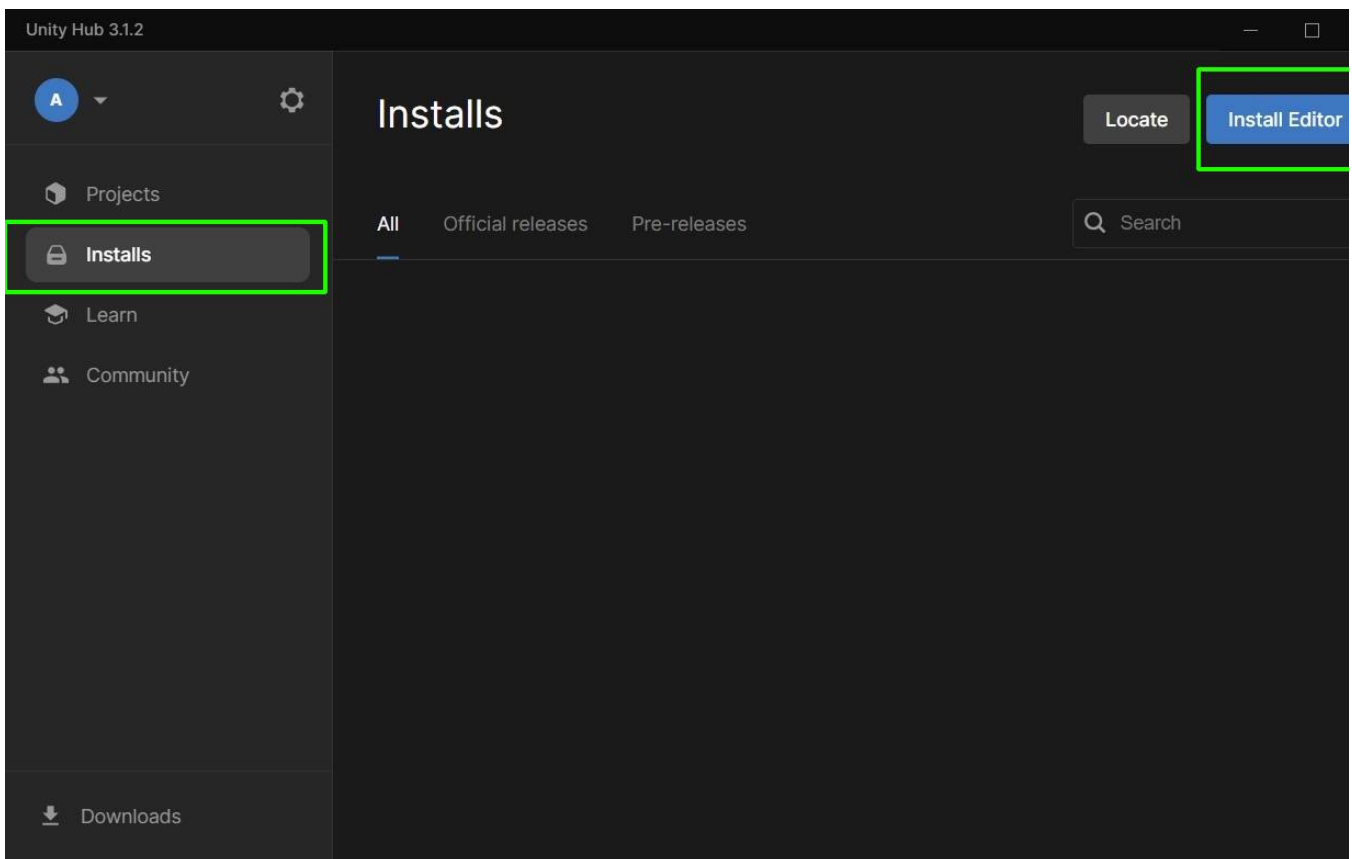 Unity Hub 3.1.2
A
Installs
Locate
Install Editor
Projects
Installs
Learn
Community
All Official releases Pre-releases
Search
Downloads